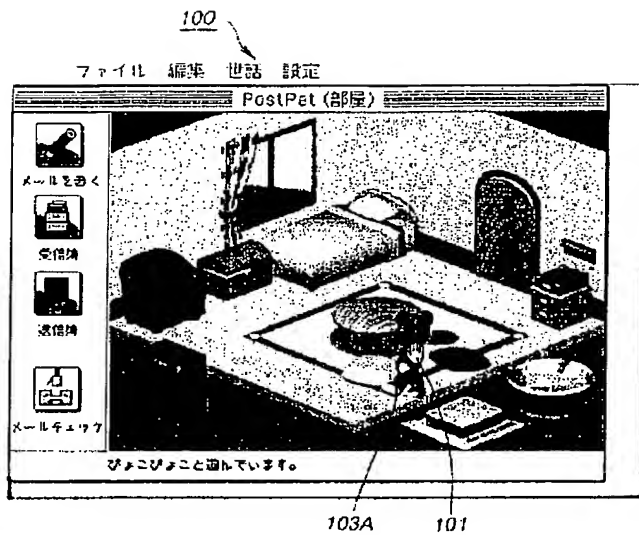 100
ファイル 編集 世話 設定
PostPet (部屋)
メールを書く
受信簿
送信簿
メールチェック
ぴょこぴょこと遊んでいます。
103A 101